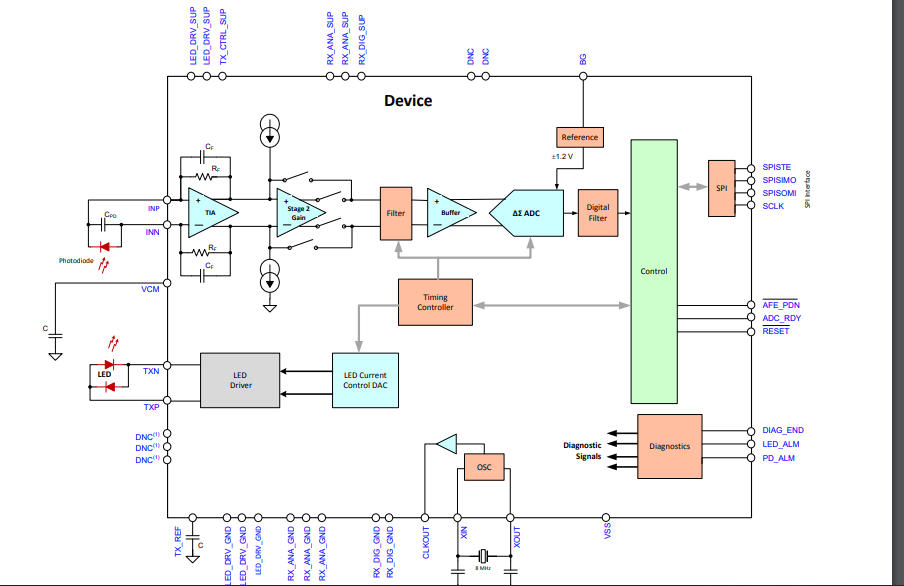 LED_DRV_SUP
LED_DRV_SUP
TX_CTRL_SUP
RX_ANA_SUP
RX_ANA_SUP
RX_DIG_SUP
DNC
DNC
BG
Device
Reference
±1.2 V
CF
RF
TIA
Stage 2
Gain
Filter
Buffer
ΔΣ ADC
Digital
Filter
Control
SPI
SPISTE
SPISIMO
SPISOMI
SCLK
SPI Interface
INP
CPD
INN
Photodiode
RF
CF
VCM
C
Timing
Controller
AFE_PDN
ADC_RDY
RESET
LED
TXN
TXP
LED
Driver
LED Current
Control DAC
DNC(1)
DNC(1)
DNC(1)
Diagnostic
Signals
Diagnostics
DIAG_END
LED_ALM
PD_ALM
OSC
TX_REF
C
LED_DRV_GND
LED_DRV_GND
LED_DRV_GND
RX_ANA_GND
RX_ANA_GND
RX_ANA_GND
RX_DIG_GND
RX_DIG_GND
CLKOUT
XIN
8 MHz
XOUT
VSS